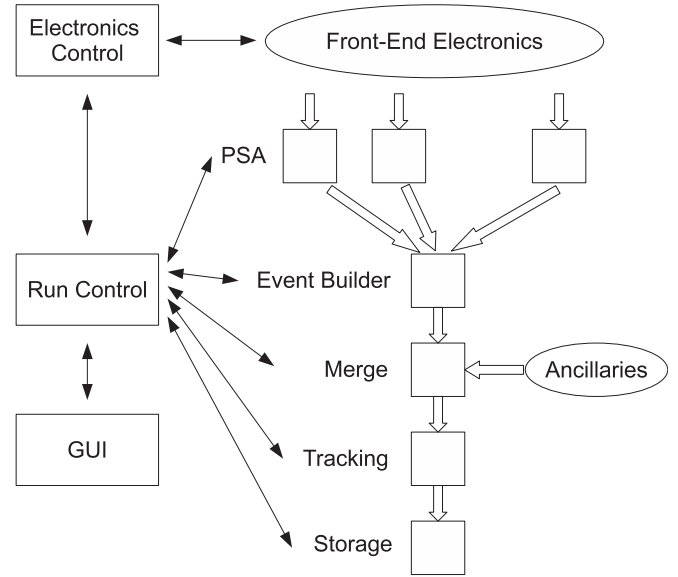 Electronics
Control
Front-End Electronics
PSA
Run Control
Event Builder
Merge
Ancillaries
GUI
Tracking
Storage